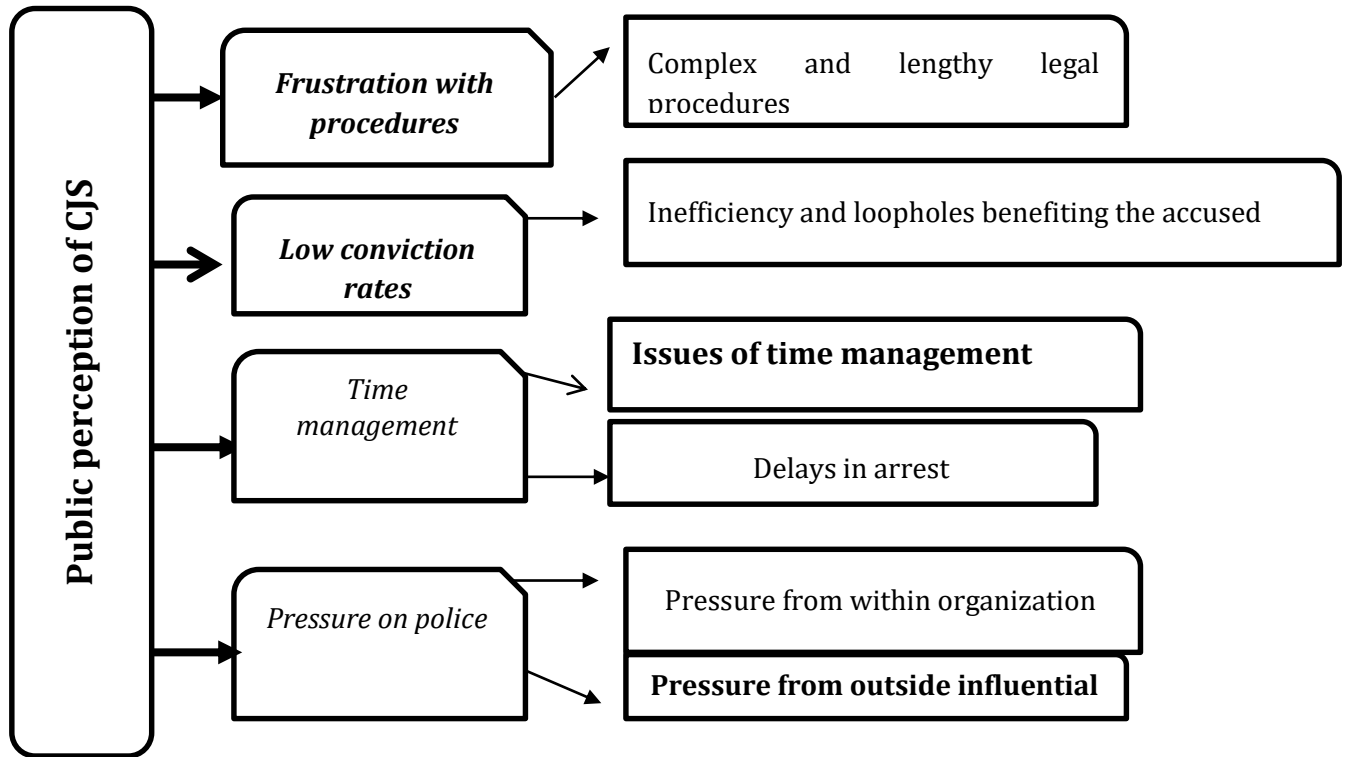 Public perception of CJS
Frustration with
procedures
Complex and lengthy legal
procedures
Low conviction
rates
Inefficiency and loopholes benefiting the accused
Time
management
Issues of time management
Delays in arrest
Pressure on police
Pressure from within organization
Pressure from outside influential